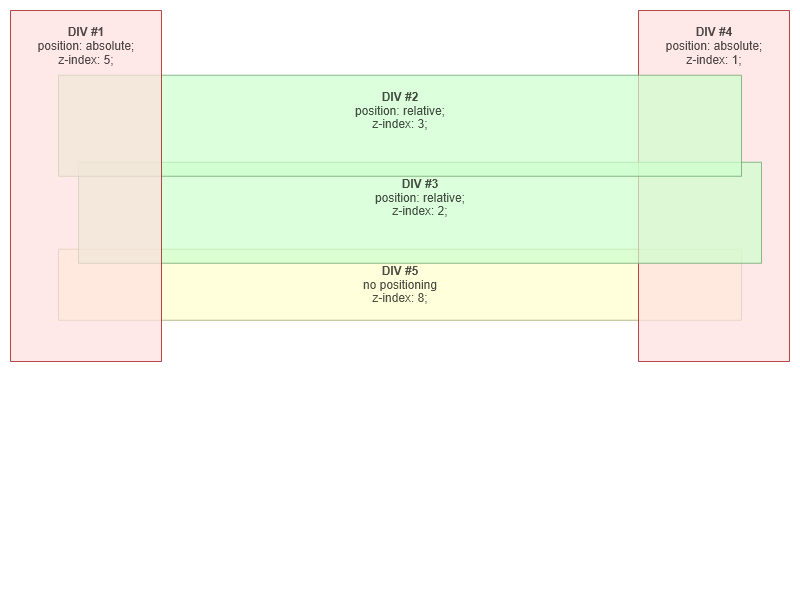 DIV #1
position: absolute;
z-index: 5;
DIV #4
position: absolute;
z-index: 1;
DIV #2
position: relative;
z-index: 3;
DIV #3
position: relative;
z-index: 2;
DIV #5
no positioning
z-index: 8;